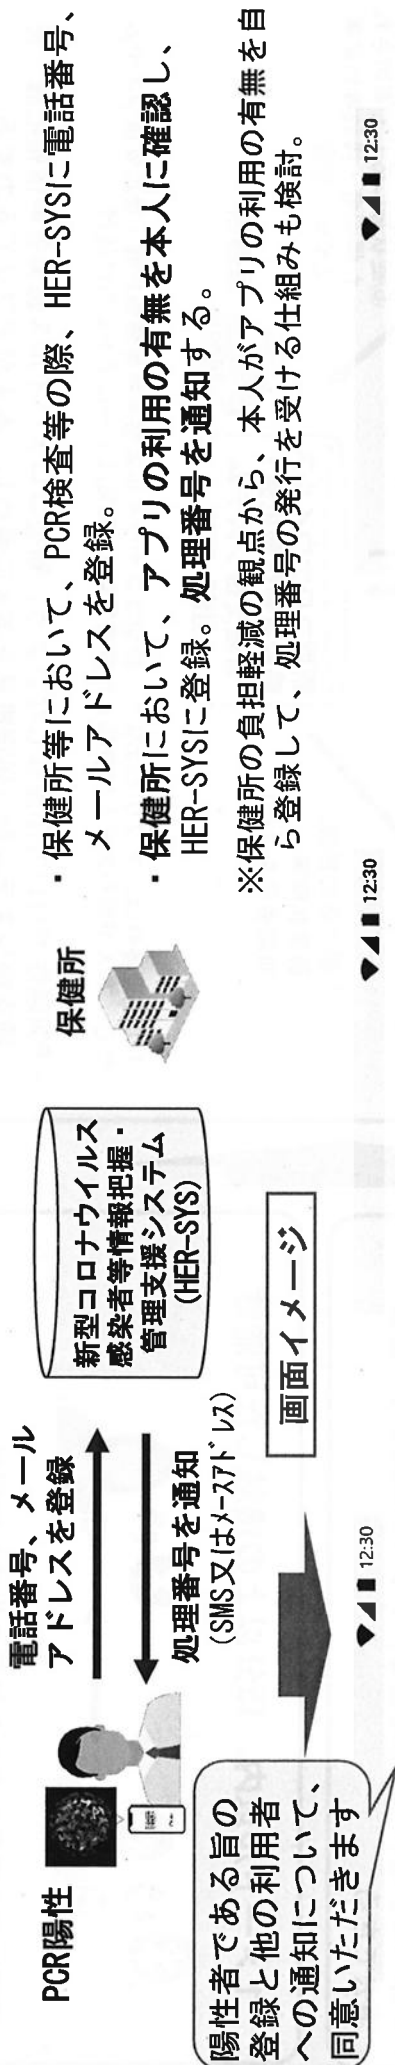 PCR陽性
電話番号、メール
アドレスを登録
処理番号を通知
(SMS又はメースアドレス)
新型コロナウイルス
感染者等情報把握・
管理支援システム
(HER-SYS)
保健所
・保健所等において、PCR検査等の際、HER-SYSに電話番号、
メールアドレスを登録。
・保健所において、アプリの利用の有無を本人に確認し、
HER-SYSに登録。処理番号を通知する。
※保健所の負担軽減の観点から、本人がアプリの利用の有無を自
ら登録して、処理番号の発行を受ける仕組みも検討。
陽性者である旨の
登録と他の利用者
への通知について、
同意いただきます
画面イメージ
12:30
12:30
12:30